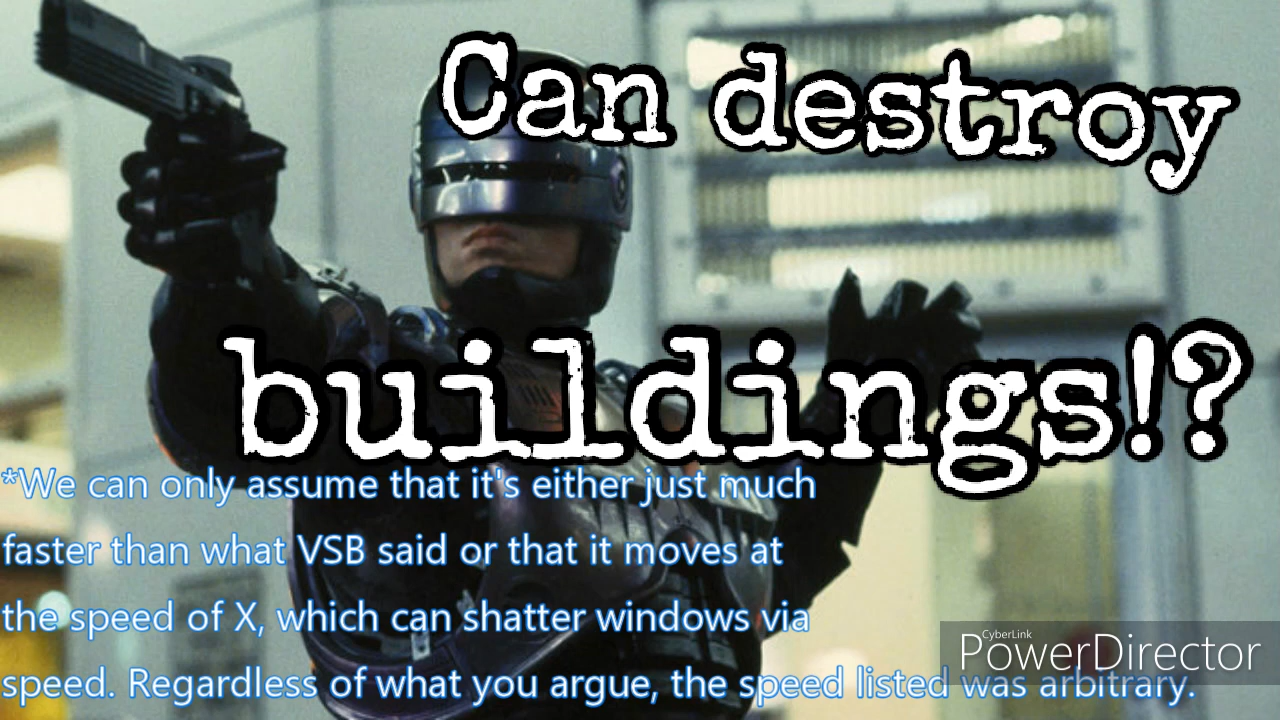 Can destroy
buildings!?
*We can only assume that it's either just much
faster than what VSB said or that it moves at
the speed of X, which can shatter windows via
speed. Regardless of what you argue, the speed listed was arbitrary.
CyberLink
PowerDirector